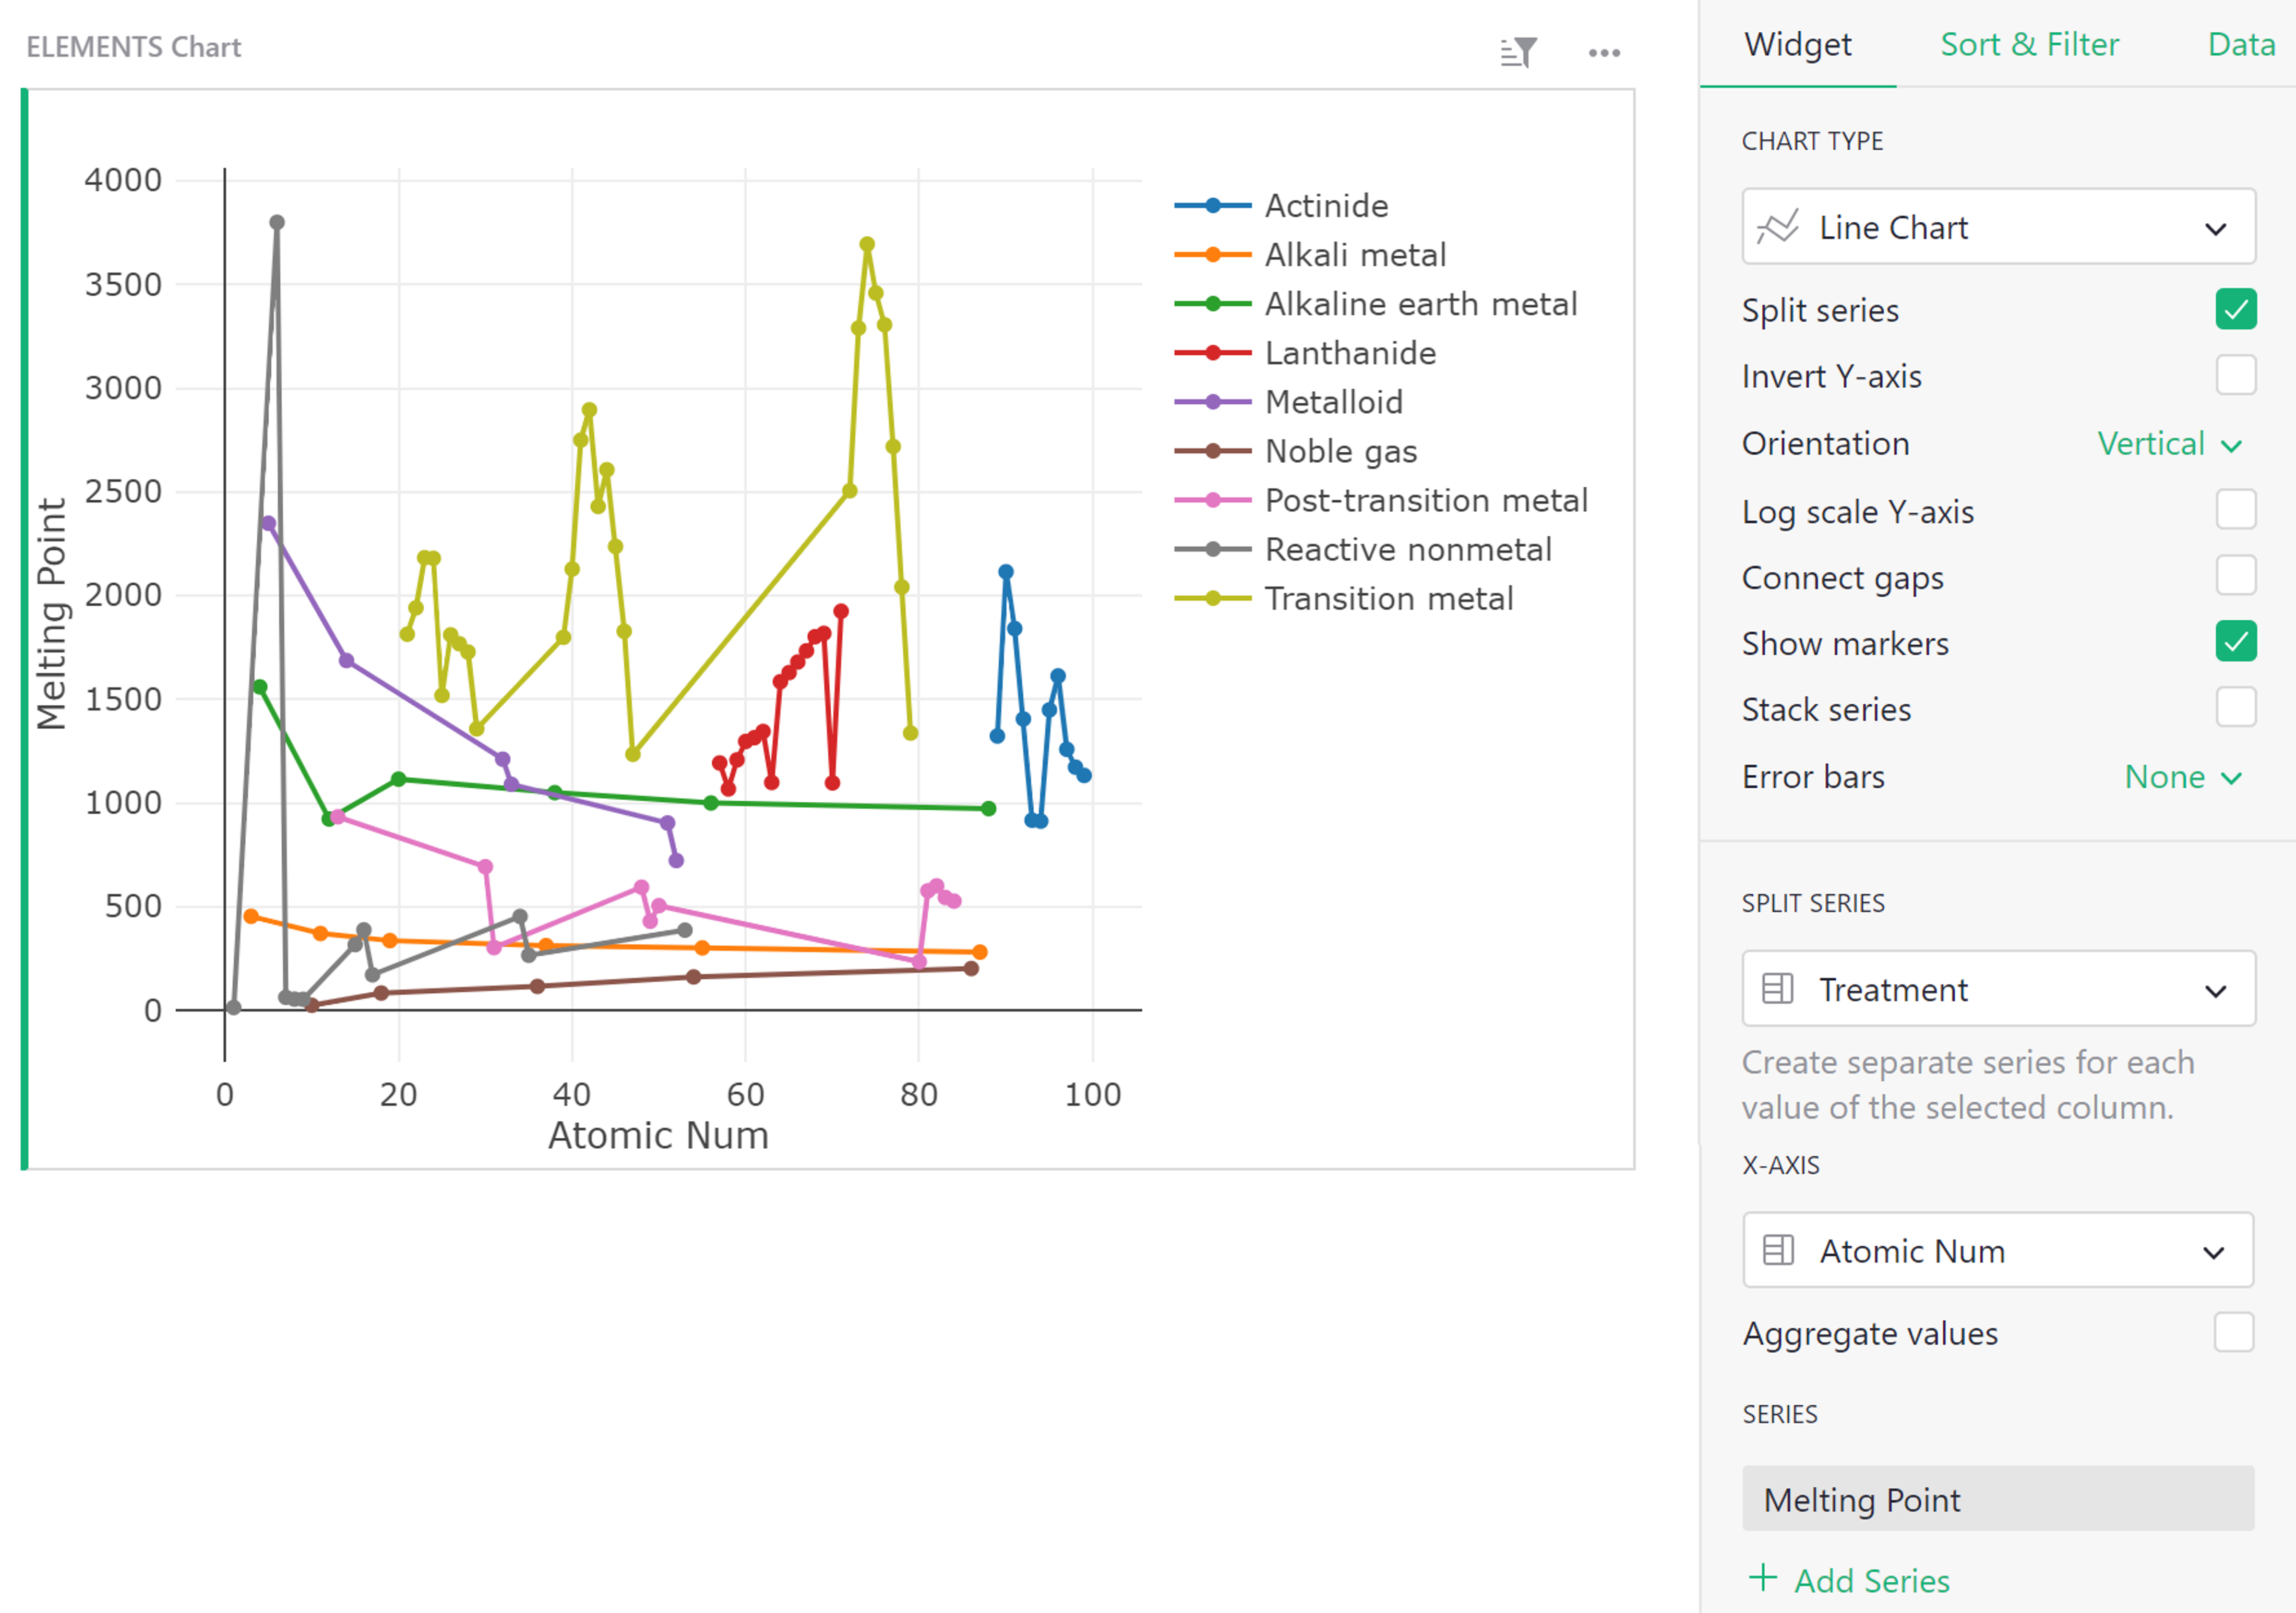 ELEMENTS Chart
4000
3500
3000
2500
2000
1500
1000
500
0
Melting Point
0 20 40 60 80 100
Atomic Num
Actinide
Alkali metal
Alkaline earth metal
Lanthanide
Metalloid
Noble gas
Post-transition metal
Reactive nonmetal
Transition metal
Widget Sort & Filter Data
CHART TYPE
Line Chart
Split series
Invert Y-axis
Orientation Vertical
Log scale Y-axis
Connect gaps
Show markers
Stack series
Error bars None
SPLIT SERIES
Treatment
Create separate series for each
value of the selected column.
X-AXIS
Atomic Num
Aggregate values
SERIES
Melting Point
+ Add Series